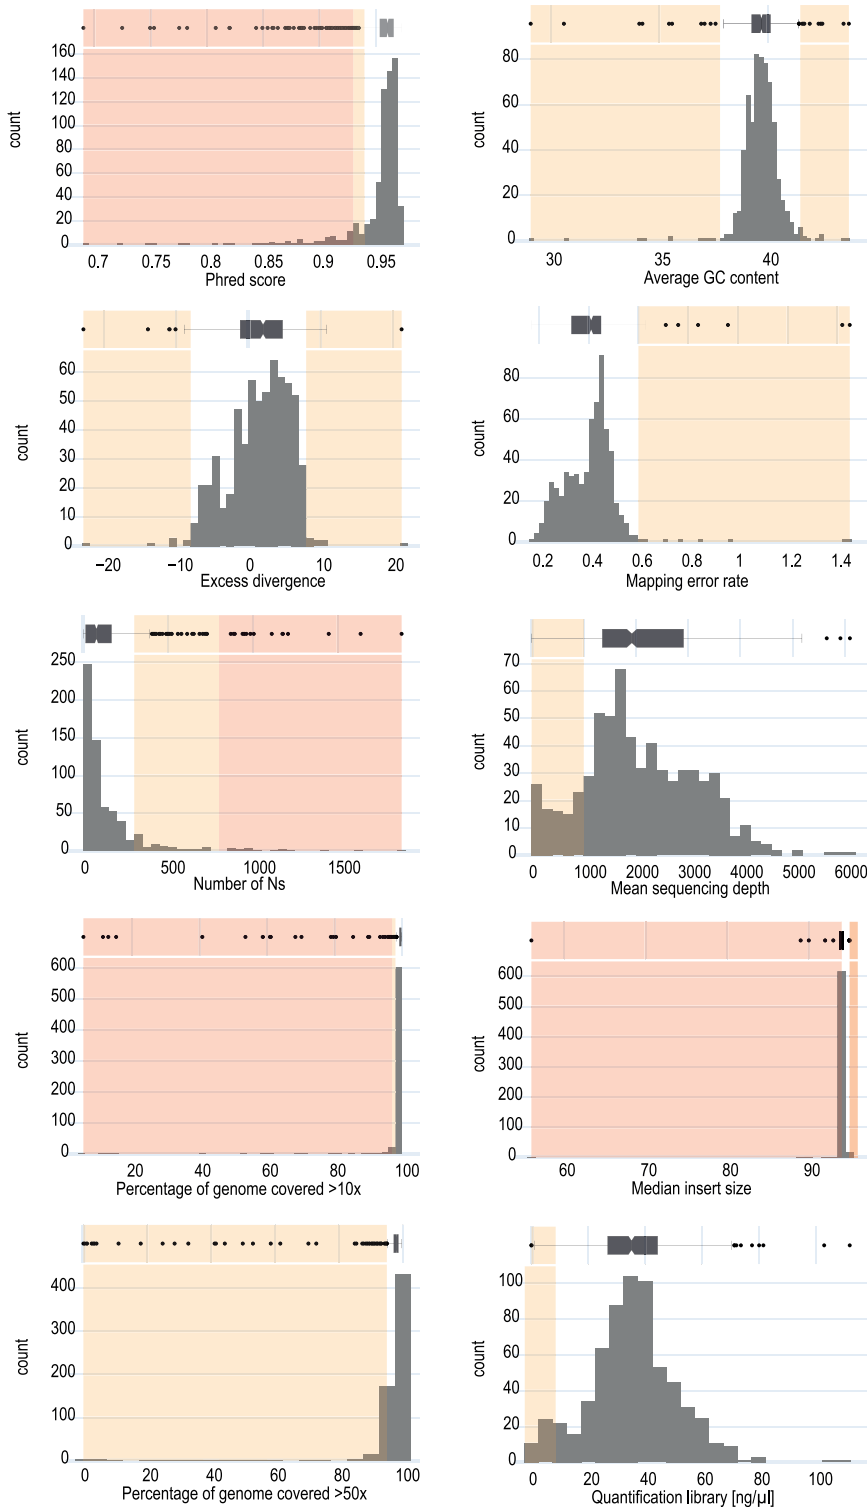 160
140
120
100
80
60
40
20
0
count
0.7 0.75 0.8 0.85 0.9 0.95
Phred score
80
60
40
20
0
count
30 35 40
Average GC content
60
50
40
30
20
10
0
count
−20 −10 0 10 20
Excess divergence
80
60
40
20
0
count
0.2 0.4 0.6 0.8 1 1.2 1.4
Mapping error rate
250
200
150
100
50
0
count
0 500 1000 1500
Number of Ns
70
60
50
40
30
20
10
0
count
0 1000 2000 3000 4000 5000 6000
Mean sequencing depth
600
500
400
300
200
100
0
count
20 40 60 80 100
Percentage of genome covered >10x
600
500
400
300
200
100
0
count
60 70 80 90
Median insert size
400
300
200
100
0
count
0 20 40 60 80 100
Percentage of genome covered >50x
100
80
60
40
20
0
count
0 20 40 60 80 100
Quantification library [ng/µl]